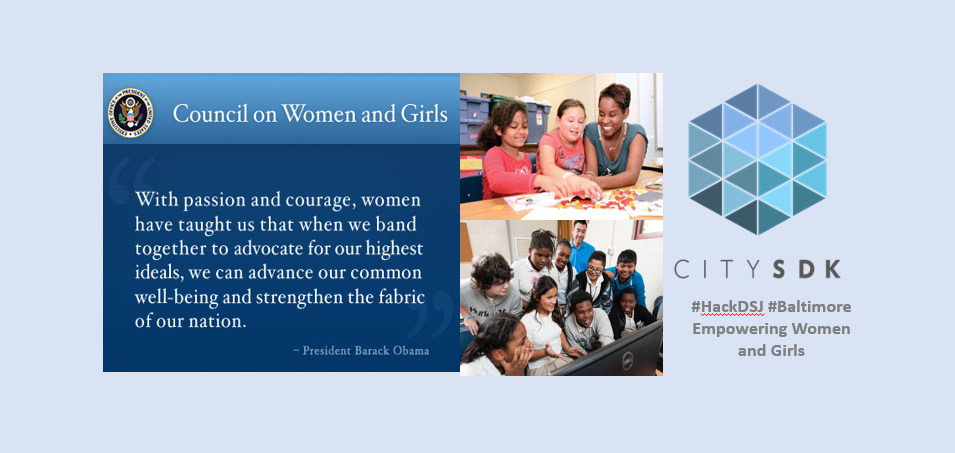 Council on Women and Girls
With passion and courage, women
have taught us that when we band
together to advocate for our highest
ideals, we can advance our common
well-being and strengthen the fabric
of our nation.
– President Barack Obama
CITYSDK
#HackDSJ #Baltimore
Empowering Women
and Girls